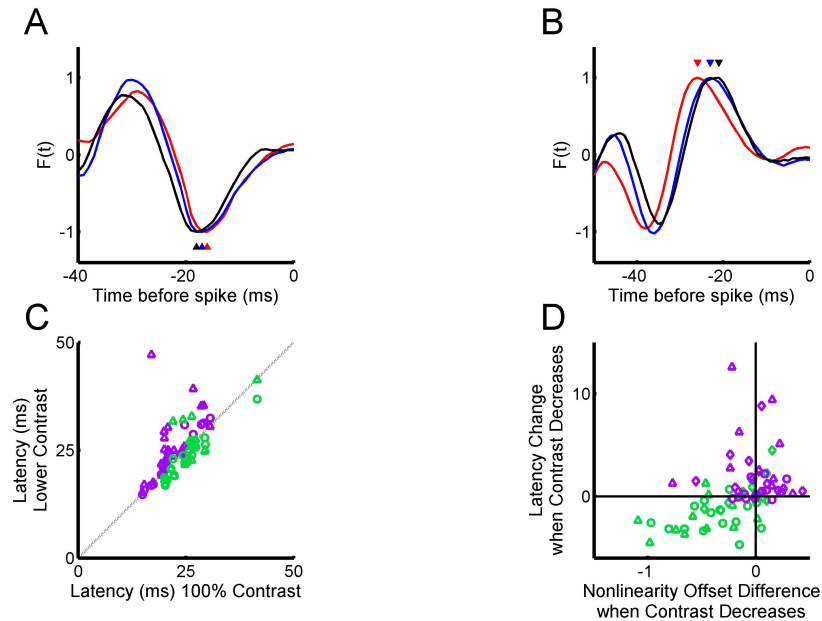 A
1
0
-1
F(t)
-40
-20
0
Time before spike (ms)
B
1
0
-1
F(t)
-40
-20
0
Time before spike (ms)
C
50
25
0
Latency (ms)
Lower Contrast
0
25
50
Latency (ms) 100% Contrast
D
10
0
Latency Change
when Contrast Decreases
-1
0
Nonlinearity Offset Difference
when Contrast Decreases